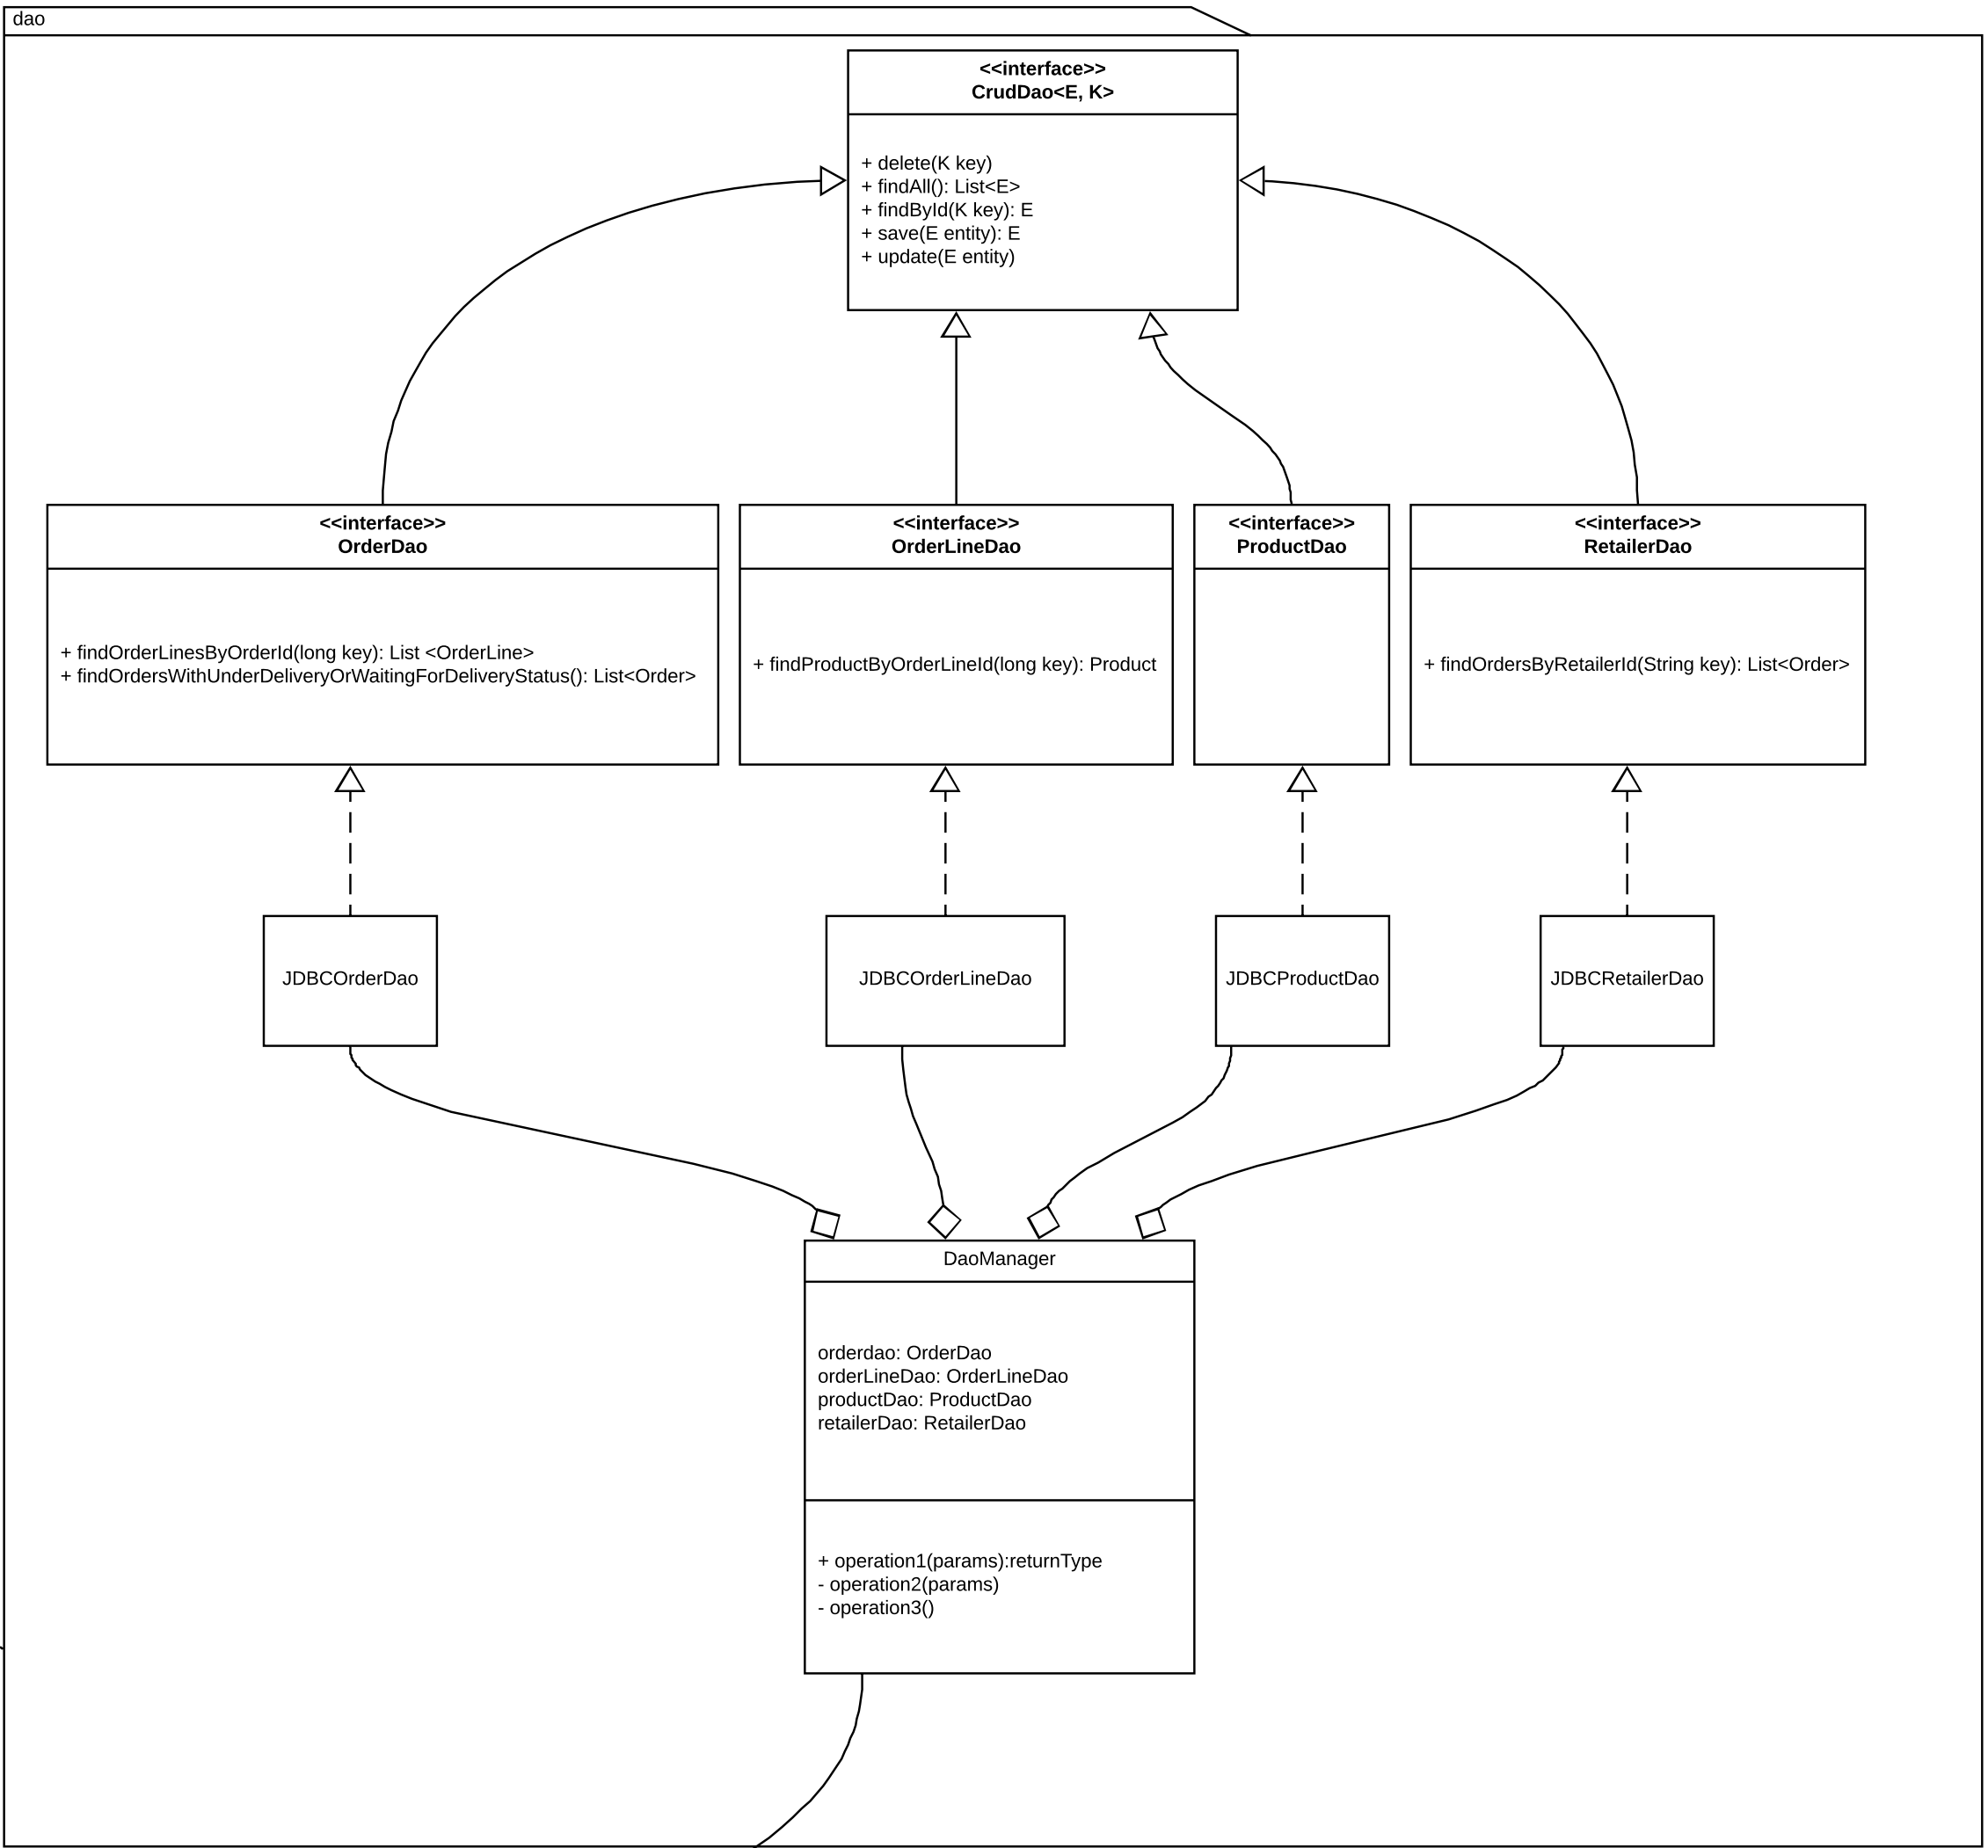 dao
<<interface>>
CrudDao<E, K>
+ delete(K key)
+ findAll(): List<E>
+ findById(K key): E
+ save(E entity): E
+ update(E entity)
<<interface>>
OrderDao
+ findOrderLinesByOrderId(long key): List <OrderLine>
+ findOrdersWithUnderDeliveryOrWaitingForDeliveryStatus(): List<Order>
<<interface>>
OrderLineDao
+ findProductByOrderLineId(long key): Product
<<interface>>
ProductDao
<<interface>>
RetailerDao
+ findOrdersByRetailerId(String key): List<Order>
JDBCOrderDao
JDBCOrderLineDao
JDBCProductDao
JDBCRetailerDao
DaoManager
orderdao: OrderDao
orderLineDao: OrderLineDao
productDao: ProductDao
retailerDao: RetailerDao
+ operation1(params):returnType
- operation2(params)
- operation3()